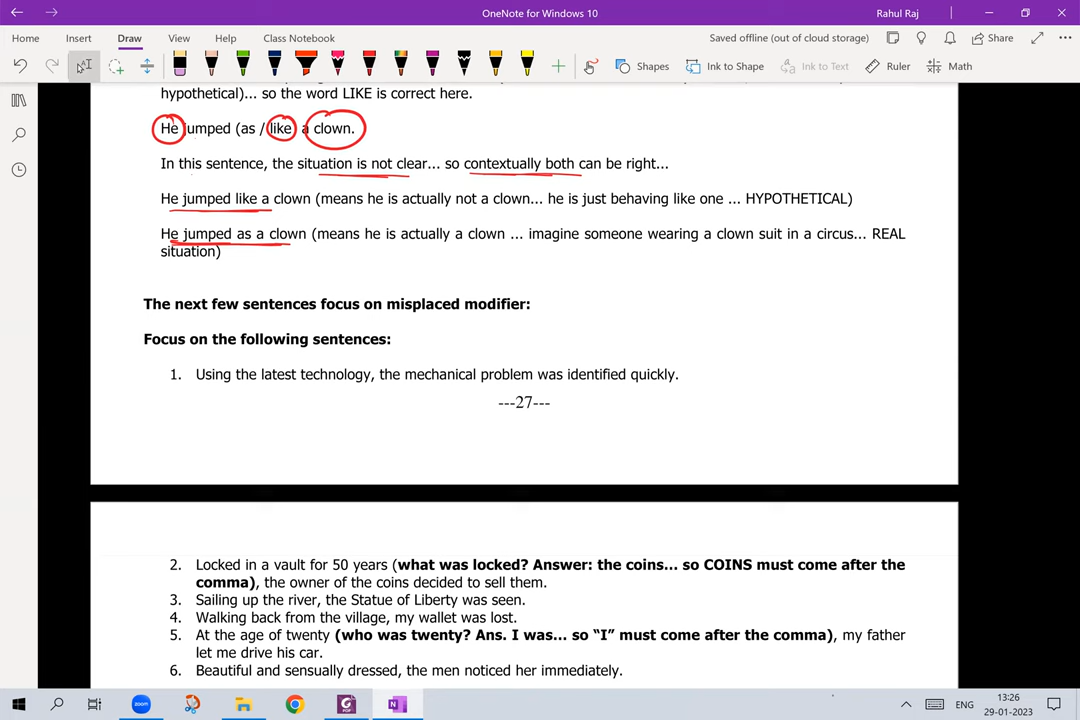 OneNote for Windows 10
Rahul Raj
Home Insert Draw View Help Class Notebook
Saved offline (out of cloud storage)
Share
Shapes
Ink to Shape
Ink to Text
Ruler
Math
hypothetical)... so the word LIKE is correct here.
He jumped (as / like a clown.
In this sentence, the situation is not clear... so contextually both can be right...
He jumped like a clown (means he is actually not a clown... he is just behaving like one ... HYPOTHETICAL)
He jumped as a clown (means he is actually a clown ... imagine someone wearing a clown suit in a circus... REAL
situation)
The next few sentences focus on misplaced modifier:
Focus on the following sentences:
1. Using the latest technology, the mechanical problem was identified quickly.
---27---
2. Locked in a vault for 50 years (what was locked? Answer: the coins... so COINS must come after the
comma), the owner of the coins decided to sell them.
3. Sailing up the river, the Statue of Liberty was seen.
4. Walking back from the village, my wallet was lost.
5. At the age of twenty (who was twenty? Ans. I was... so “I” must come after the comma), my father
let me drive his car.
6. Beautiful and sensually dressed, the men noticed her immediately.
zoom
ENG
13:26
29-01-2023